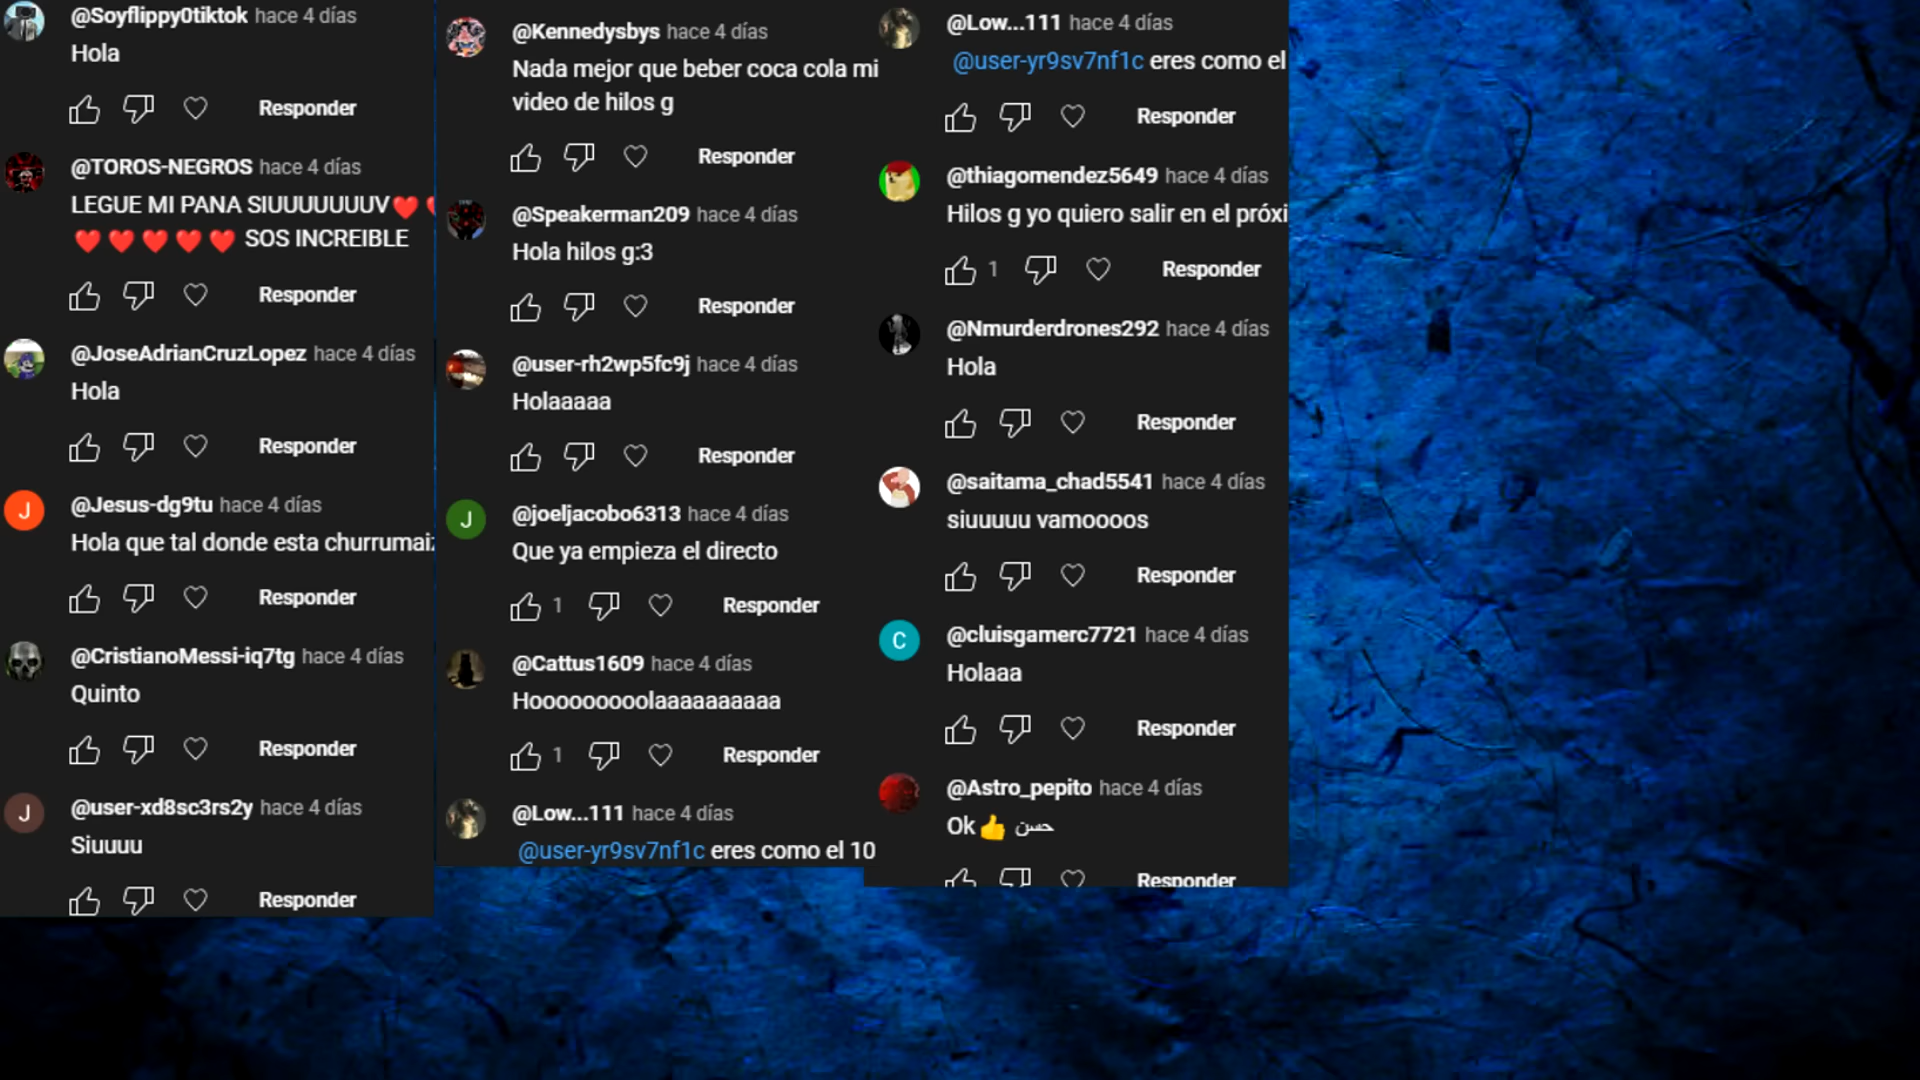 @Soyflippy0tiktok hace 4 días
Hola
Responder
@TOROS-NEGROS hace 4 días
LEGUE MI PANA SIUUUUUUUV❤️
❤️❤️❤️❤️❤️ SOS INCREIBLE
Responder
@JoseAdrianCruzLopez hace 4 días
Hola
Responder
@Jesus-dg9tu hace 4 días
Hola que tal donde esta churrumaiz
Responder
@CristianoMessi-iq7tg hace 4 días
Quinto
Responder
@user-xd8sc3rs2y hace 4 días
Siuuuu
Responder
@Kennedysbys hace 4 días
Nada mejor que beber coca cola mi
video de hilos g
Responder
@Speakerman209 hace 4 días
Hola hilos g:3
Responder
@user-rh2wp5fc9j hace 4 días
Holaaaaa
Responder
@joeljacobo6313 hace 4 días
Que ya empieza el directo
1 Responder
@Cattus1609 hace 4 días
Hooooooooolaaaaaaaaaa
1 Responder
@Low...111 hace 4 días
@user-yr9sv7nf1c eres como el 10
@Low...111 hace 4 días
@user-yr9sv7nf1c eres como el
Responder
@thiagomendez5649 hace 4 días
Hilos g yo quiero salir en el próxi
1 Responder
@Nmurderdrones292 hace 4 días
Hola
Responder
@saitama_chad5541 hace 4 días
siuuuuu vamoooos
Responder
@cluisgamerc7721 hace 4 días
Holaaa
Responder
@Astro_pepito hace 4 días
Ok👍 حسن
Responder